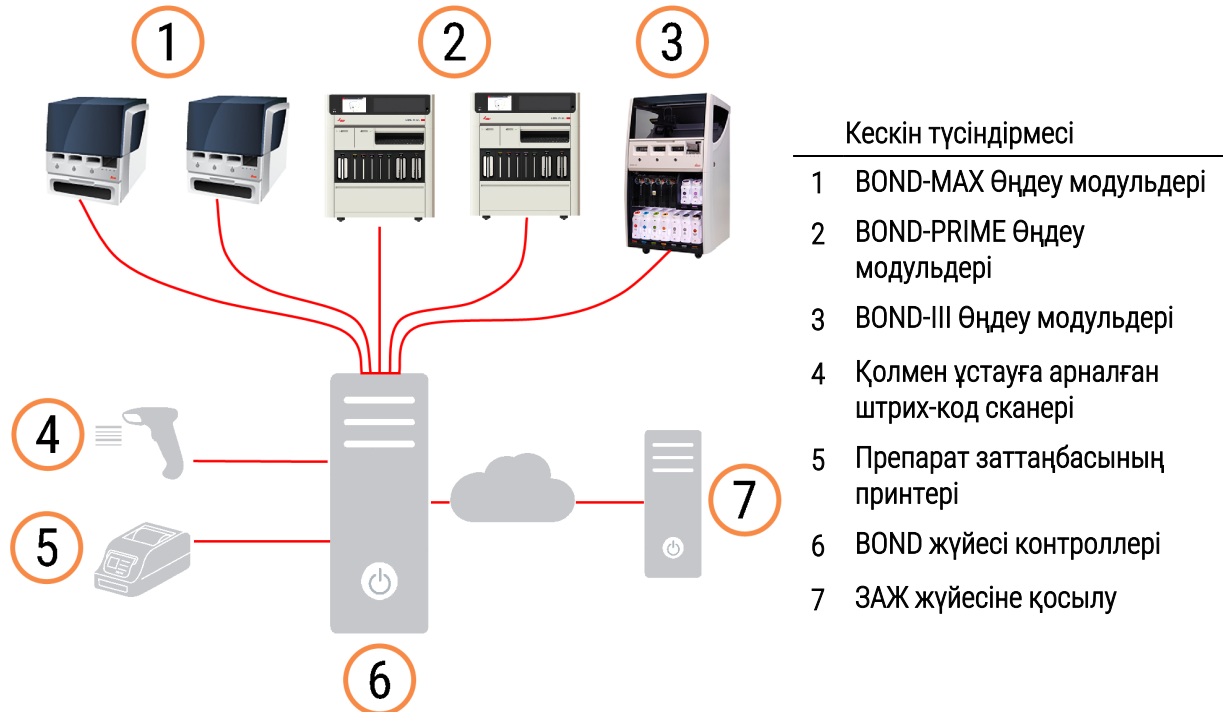 1
2
3
4
5
6
7
Кескін түсіндірмесі
1 BOND-MAX Өңдеу модульдері
2 BOND-PRIME Өңдеу
модульдері
3 BOND-III Өңдеу модульдері
4 Қолмен ұстауға арналған
штрих-код сканері
5 Препарат заттаңбасының
принтері
6 BOND жүйесі контроллері
7 ЗАЖ жүйесіне қосылу